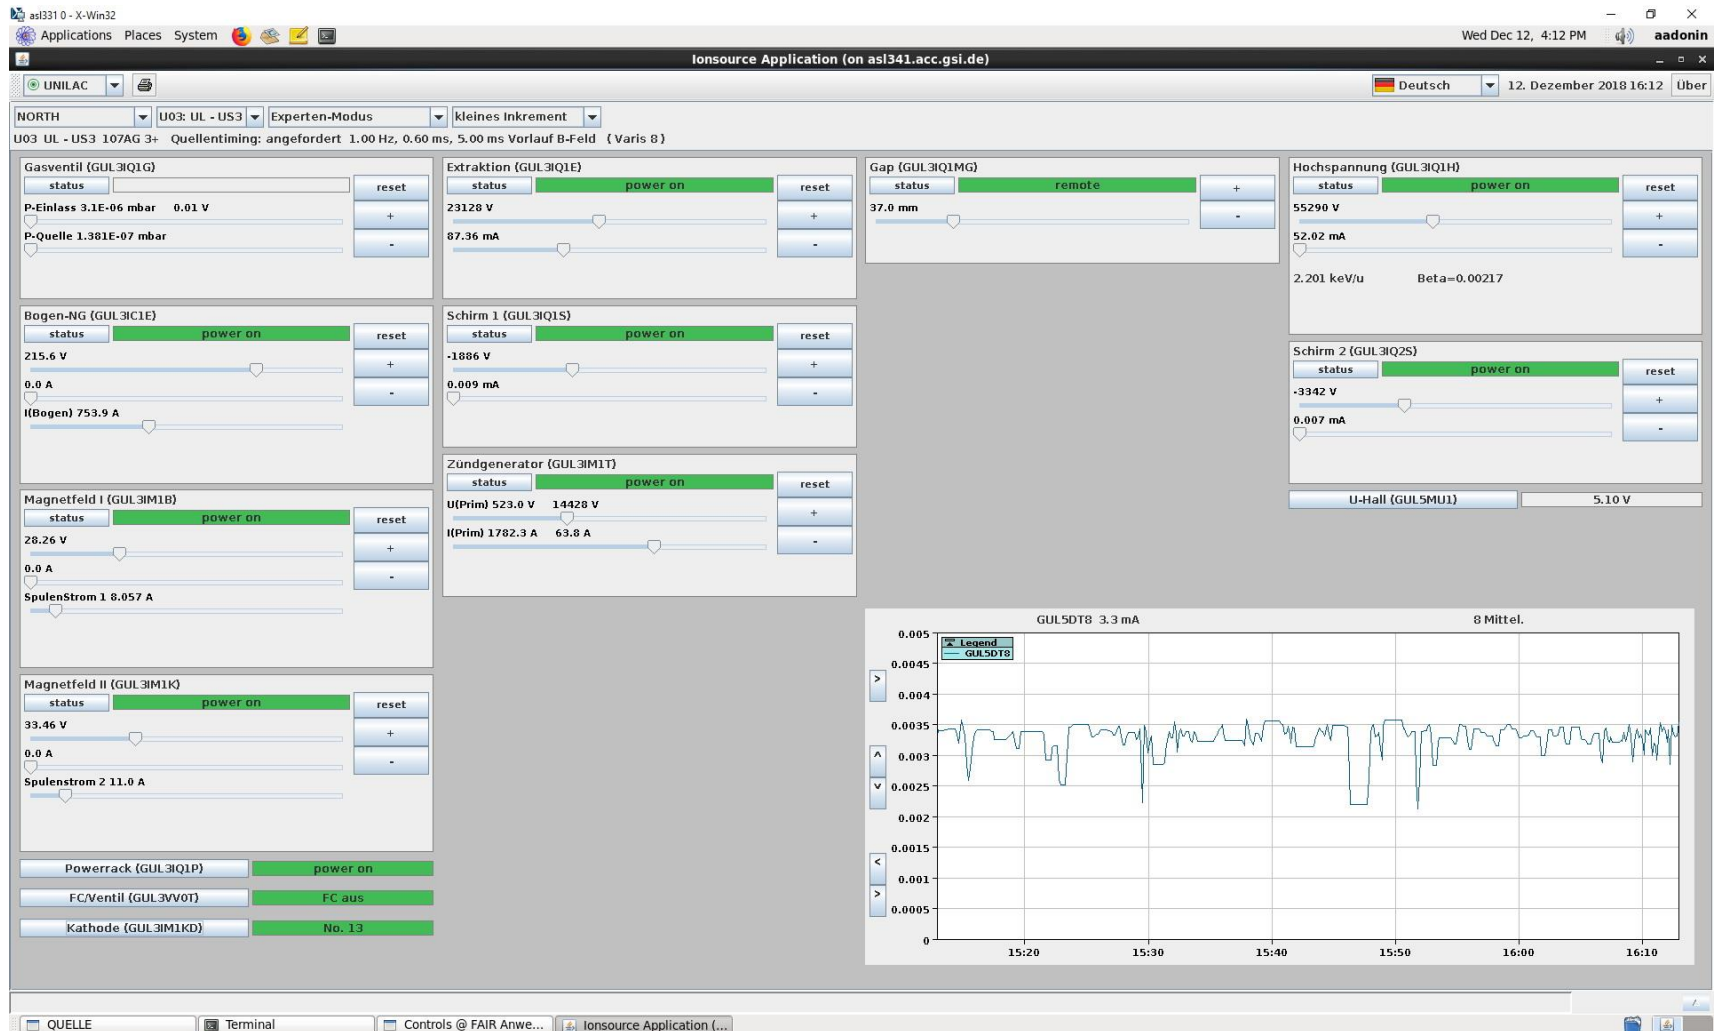 asl331 0 - X-Win32
Applications Places System
Wed Dec 12, 4:12 PM aadonin
Ionsource Application (on asl341.acc.gsi.de)
UNILAC
Deutsch 12. Dezember 2018 16:12 Über
NORTH U03: UL - US3 Experten-Modus kleines Inkrement
U03 UL - US3 107AG 3+ Quellentiming: angefordert 1.00 Hz, 0.60 ms, 5.00 ms Vorlauf B-Feld (Varis 8)
Gasventil (GUL3IQ1G)
status reset
P-Einlass 3.1E-06 mbar 0.01 V
+
P-Quelle 1.381E-07 mbar
-
Bogen-NG (GUL3IC1E)
status power on reset
215.6 V
+
0.0 A
-
I(Bogen) 753.9 A
Magnetfeld I (GUL3IM1B)
status power on reset
28.26 V
+
0.0 A
-
SpulenStrom 1 8.057 A
Magnetfeld II (GUL3IM1K)
status power on reset
33.46 V
+
0.0 A
-
Spulenstrom 2 11.0 A
Powerrack (GUL3IQ1P) power on
FC/Ventil (GUL3VV0T) FC aus
Kathode (GUL3IM1KD) No. 13
Extraktion (GUL3IQ1E)
status power on reset
23128 V
+
87.36 mA
-
Schirm 1 (GUL3IQ1S)
status power on reset
-1886 V
+
0.009 mA
-
Zündgenerator (GUL3IM1T)
status power on reset
U(Prim) 523.0 V 14428 V
+
I(Prim) 1782.3 A 63.8 A
-
Gap (GUL3IQ1MG)
status remote +
37.0 mm
-
Hochspannung (GUL3IQ1H)
status power on reset
55290 V
+
52.02 mA
-
2.201 keV/u Beta=0.00217
Schirm 2 (GUL3IQ2S)
status power on reset
-3342 V
+
0.007 mA
-
U-Hall (GUL5MU1) 5.10 V
GUL5DT8 3.3 mA 8 Mittel.
Legend
GUL5DT8
0.005
0.0045
0.004
0.0035
0.003
0.0025
0.002
0.0015
0.001
0.0005
0
15:20 15:30 15:40 15:50 16:00 16:10
QUELLE Terminal Controls @ FAIR Anwe... Ionsource Application (...